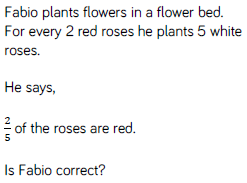 Fabio plants flowers in a flower bed.
For every 2 red roses he plants 5 white
roses.
He says,
2/5 of the roses are red.
Is Fabio correct?